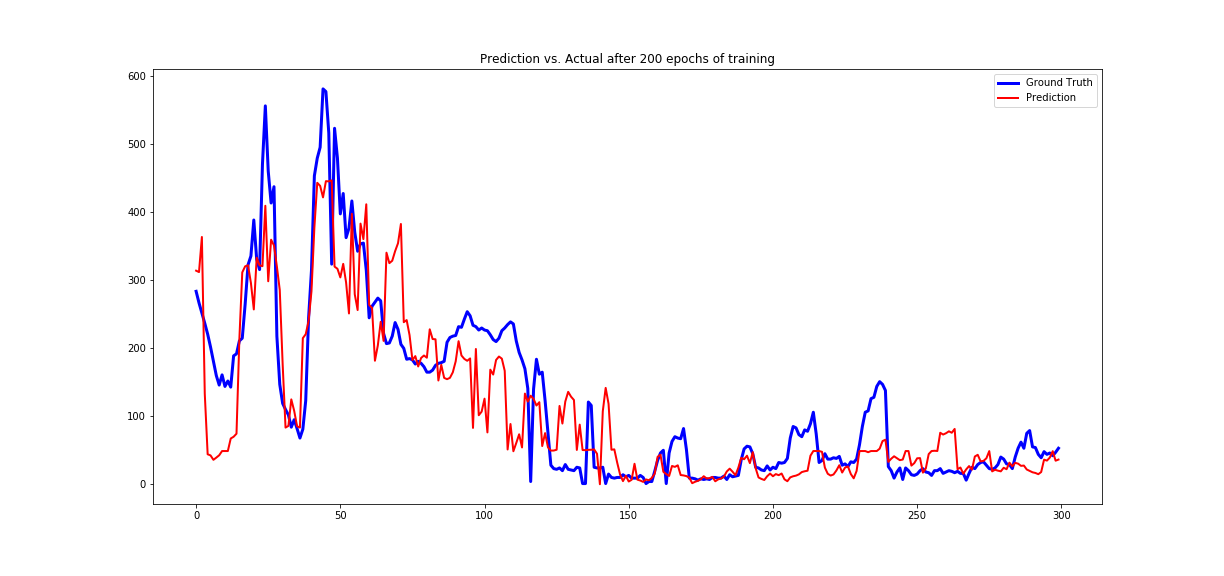 Prediction vs. Actual after 200 epochs of training
600
500
400
300
200
100
0
Ground Truth
Prediction
0 50 100 150 200 250 300